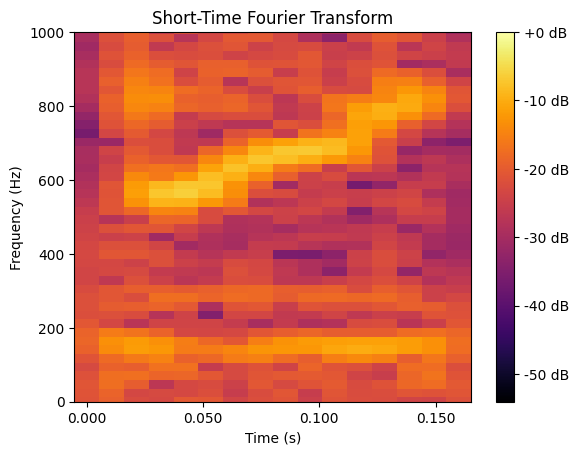 Short-Time Fourier Transform
Frequency (Hz)
1000
800
600
400
200
0
0.000
0.050
0.100
0.150
Time (s)
+0 dB
-10 dB
-20 dB
-30 dB
-40 dB
-50 dB